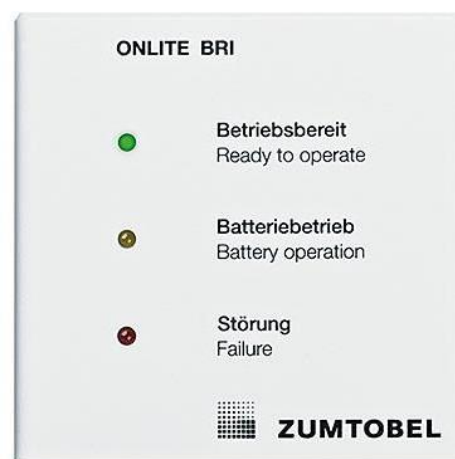 ONLITE BRI
Betriebsbereit
Ready to operate
Batteriebetrieb
Battery operation
Störung
Failure
ZUMTOBEL